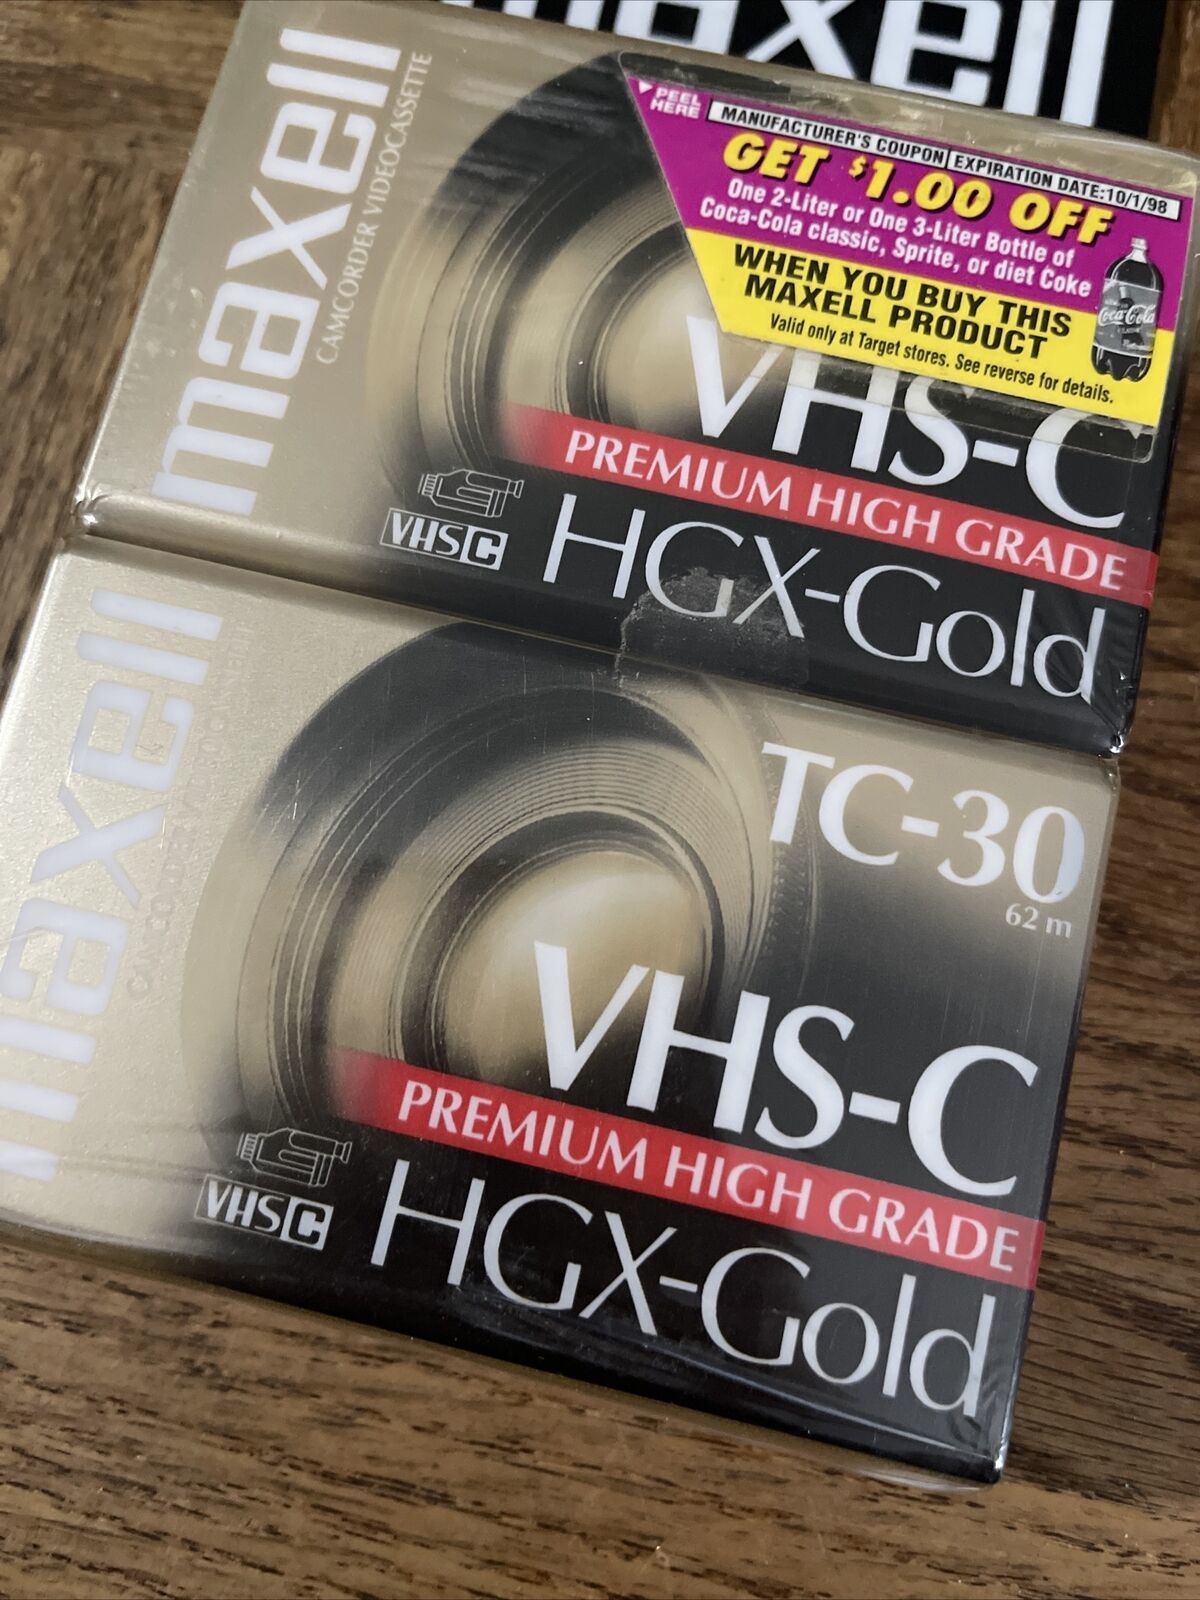 maxell
maxell
CAMCORDER VIDEOCASSETTE
PEEL
HERE
MANUFACTURER'S COUPON EXPIRATION DATE:10/1/98
GET $1.00 OFF
One 2-Liter or One 3-Liter Bottle of
Coca-Cola classic, Sprite, or diet Coke
WHEN YOU BUY THIS
MAXELL PRODUCT
Valid only at Target stores. See reverse for details.
Coca-Cola
VHS-C
PREMIUM HIGH GRADE
VHS C
HGX-Gold
maxell
TC-30
62 m
VHS-C
PREMIUM HIGH GRADE
VHS C
HGX-Gold